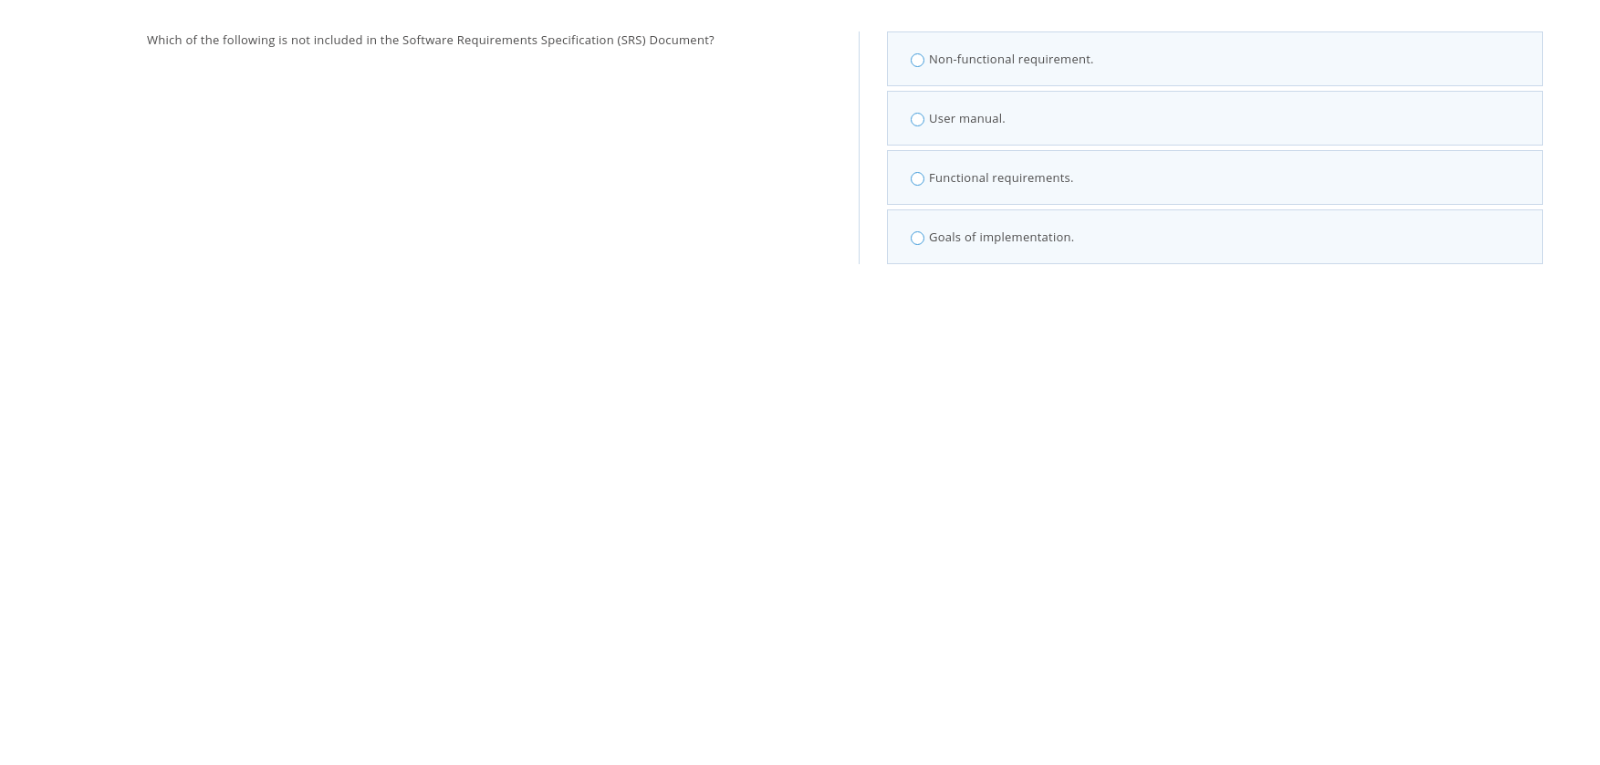 Which of the following is not included in the Software Requirements Specification (SRS) Document?
Non-functional requirement.
User manual.
Functional requirements.
Goals of implementation.